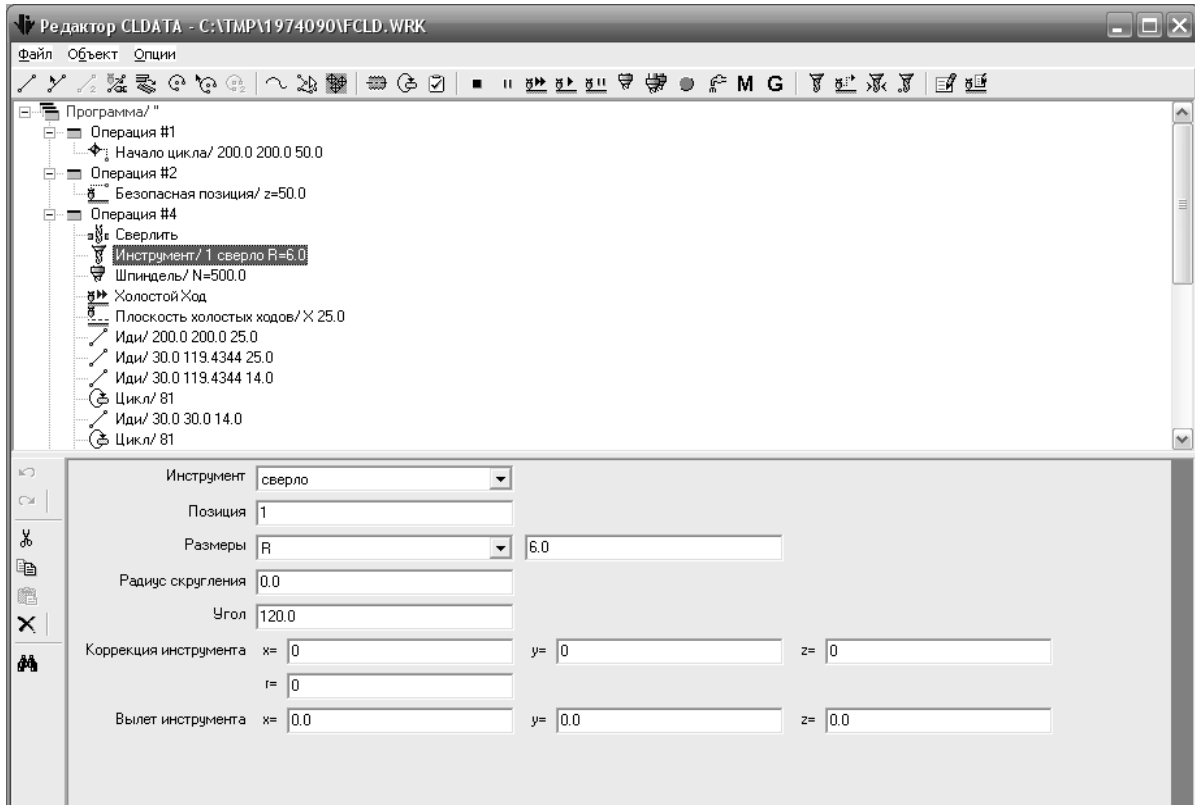 Редактор CLDATA - C:\TMP\1974090\FCLD.WRK
Файл Объект Опции
M G
Программа/ ''
Операция #1
Начало цикла/ 200.0 200.0 50.0
Операция #2
Безопасная позиция/ z=50.0
Операция #4
Сверлить
Инструмент/ 1 сверло R=6.0
Шпиндель/ N=500.0
Холостой Ход
Плоскость холостых ходов/ X 25.0
Иди/ 200.0 200.0 25.0
Иди/ 30.0 119.4344 25.0
Иди/ 30.0 119.4344 14.0
Цикл/ 81
Иди/ 30.0 30.0 14.0
Цикл/ 81
Инструмент сверло
Позиция 1
Размеры R 6.0
Радиус скругления 0.0
Угол 120.0
Коррекция инструмента x= 0 y= 0 z= 0
r= 0
Вылет инструмента x= 0.0 y= 0.0 z= 0.0